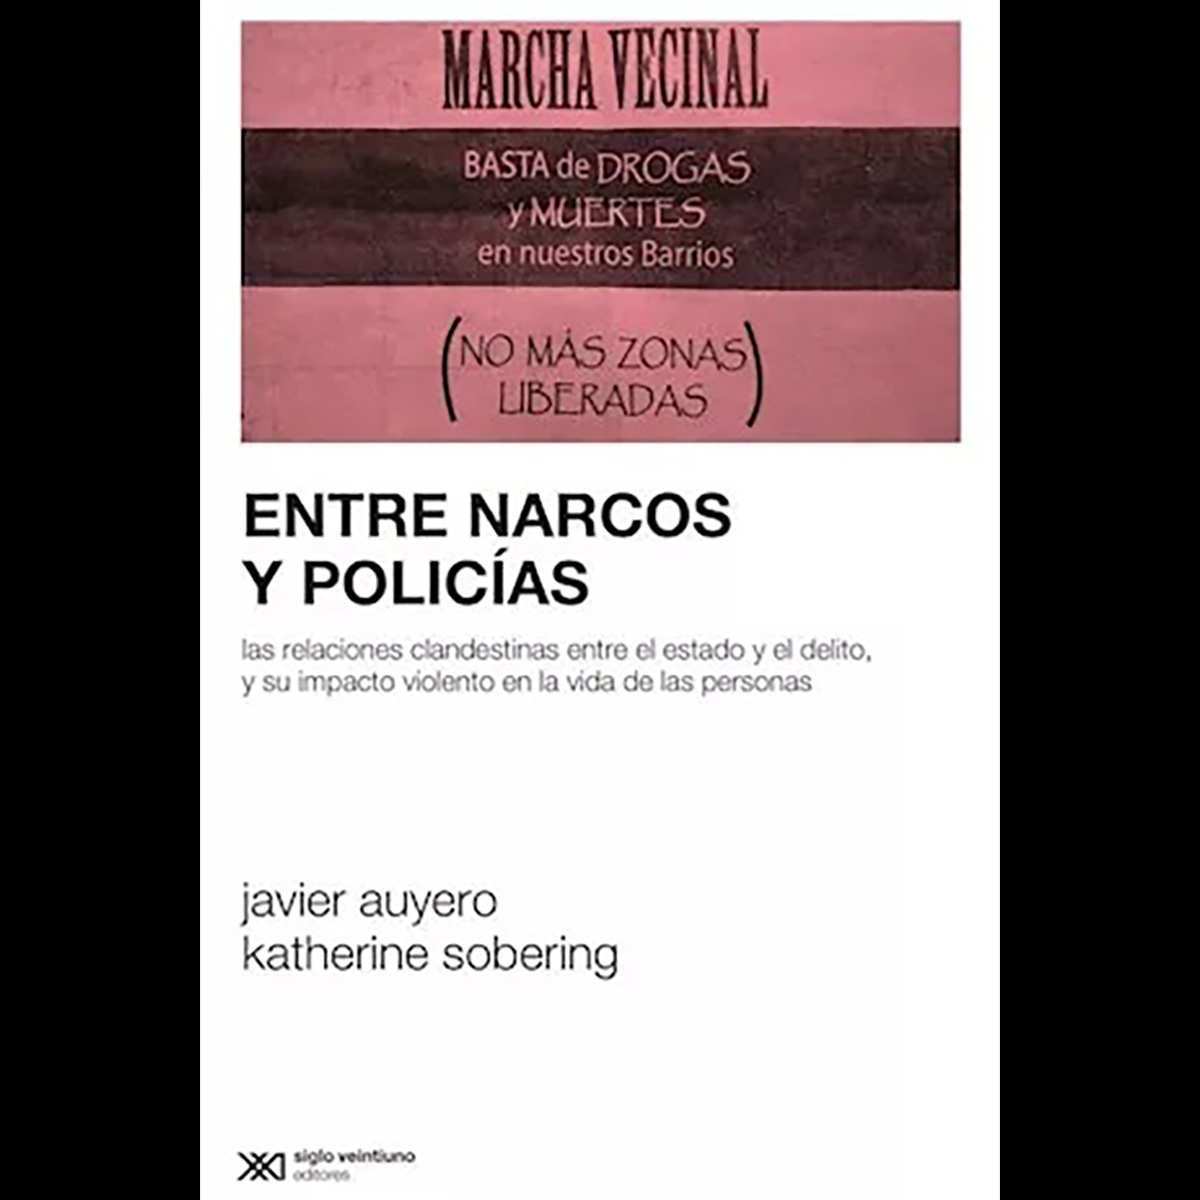 MARCHA VECINAL
BASTA de DROGAS
y MUERTES
en nuestros Barrios
(NO MÁS ZONAS
LIBERADAS)
ENTRE NARCOS
Y POLICÍAS
las relaciones clandestinas entre el estado y el delito,
y su impacto violento en la vida de las personas
javier auyero
katherine sobering
siglo veintiuno
editores